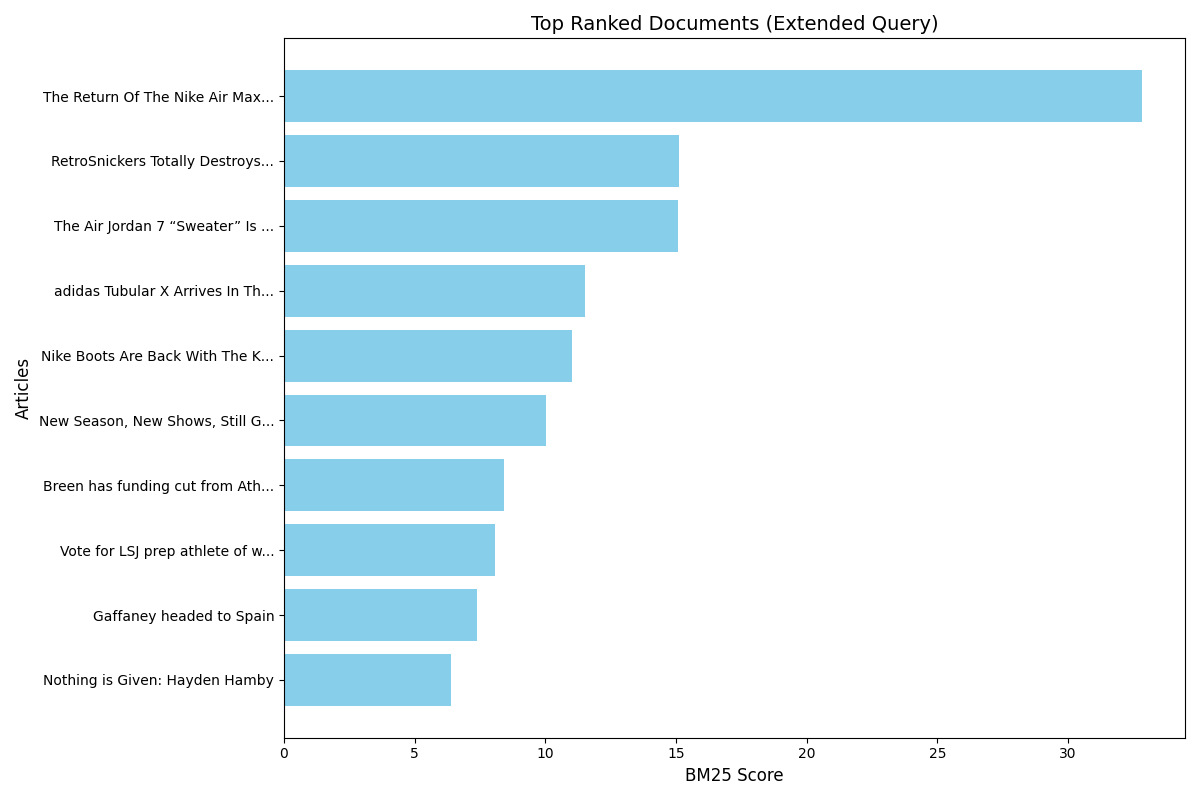 Top Ranked Documents (Extended Query)
The Return Of The Nike Air Max...
RetroSnickers Totally Destroys...
The Air Jordan 7 “Sweater” Is ...
adidas Tubular X Arrives In Th...
Nike Boots Are Back With The K...
New Season, New Shows, Still G...
Breen has funding cut from Ath...
Vote for LSJ prep athlete of w...
Gaffaney headed to Spain
Nothing is Given: Hayden Hamby
Articles
0 5 10 15 20 25 30
BM25 Score